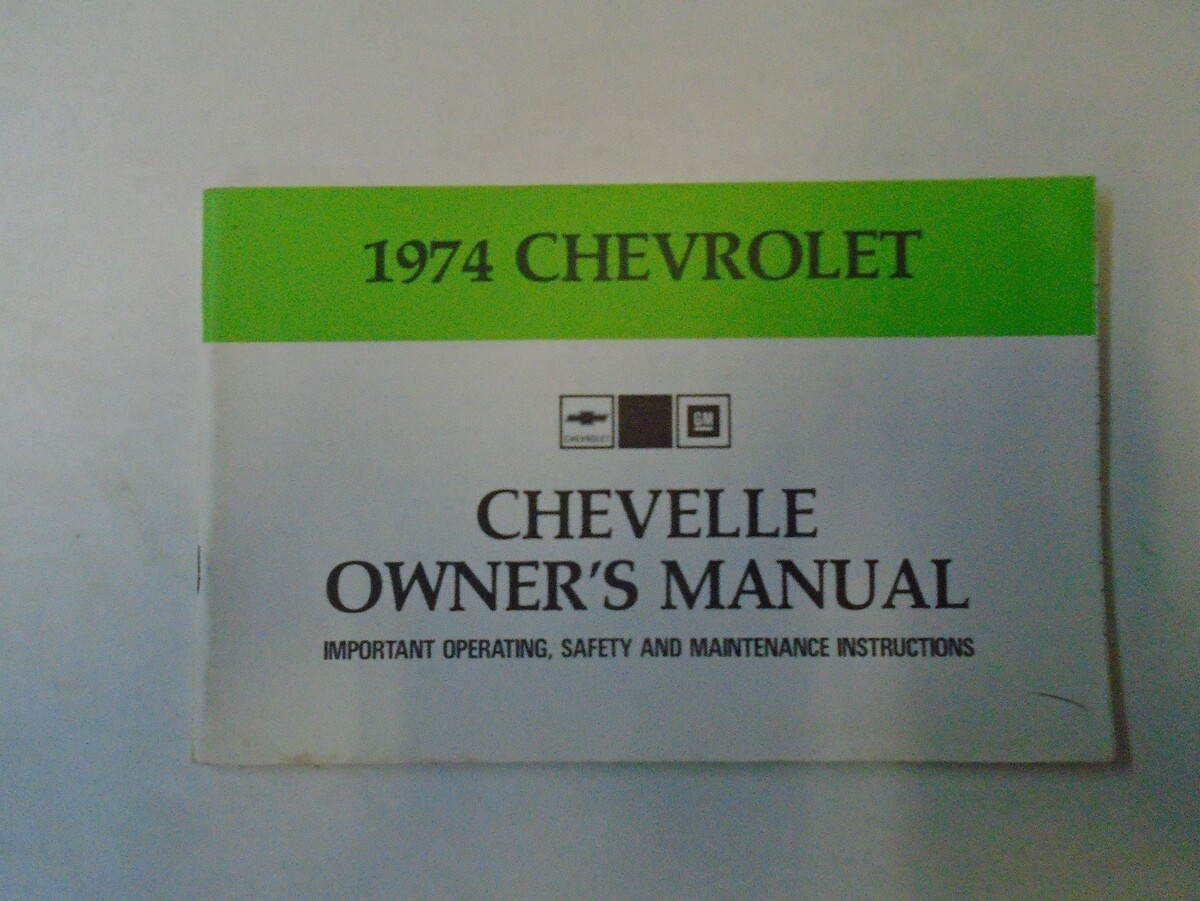 1974 CHEVROLET
CHEVROLET
GM
CHEVELLE
OWNER'S MANUAL
IMPORTANT OPERATING, SAFETY AND MAINTENANCE INSTRUCTIONS